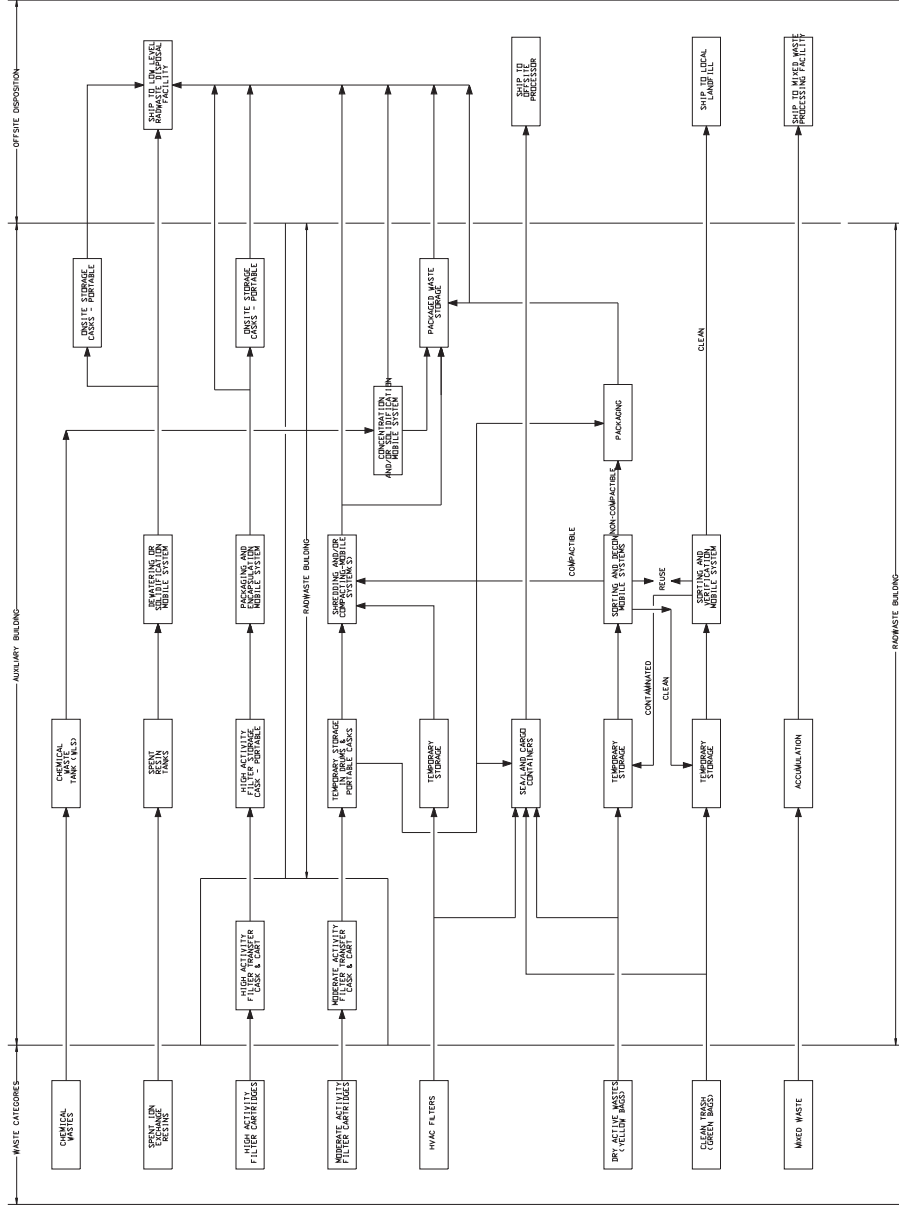 WASTE CATEGORIES
AUXILIARY BUILDING
OFFSITE DISPOSITION
CHEMICAL
WASTES
CHEMICAL
WASTE
TANK (WLS)
SPENT ION
EXCHANGE
RESINS
SPENT
RESIN
TANKS
DEWATERING OR
SOLIDIFICATION
MOBILE SYSTEM
ONSITE STORAGE
CASKS - PORTABLE
SHIP TO LOW LEVEL
RADWASTE DISPOSAL
FACILITY
HIGH ACTIVITY
FILTER CARTRIDGES
HIGH ACTIVITY
FILTER TRANSFER
CASK & CART
HIGH ACTIVITY
FILTER STORAGE
CASK - PORTABLE
PACKAGING AND
ENCAPSULATION
MOBILE SYSTEM
ONSITE STORAGE
CASKS - PORTABLE
RADWASTE BUILDING
MODERATE ACTIVITY
FILTER CARTRIDGES
MODERATE ACTIVITY
FILTER TRANSFER
CASK & CART
TEMPORARY STORAGE
IN DRUMS &
PORTABLE CASKS
SHREDDING AND/OR
COMPACTING-MOBILE
SYSTEM(S)
CONCENTRATION
AND/OR SOLIDIFICATION
MOBILE SYSTEM
HVAC FILTERS
TEMPORARY
STORAGE
PACKAGED WASTE
STORAGE
SEA/LAND CARGO
CONTAINERS
SHIP TO
OFFSITE
PROCESSOR
COMPACTIBLE
DRY ACTIVE WASTES
(YELLOW BAGS)
TEMPORARY
STORAGE
SORTING AND DECON
MOBILE SYSTEMS
NON-COMPACTIBLE
PACKAGING
CONTAMINATED
CLEAN
REUSE
CLEAN TRASH
(GREEN BAGS)
TEMPORARY
STORAGE
SORTING AND
VERIFICATION
MOBILE SYSTEM
CLEAN
SHIP TO LOCAL
LANDFILL
MIXED WASTE
ACCUMULATION
SHIP TO MIXED WASTE
PROCESSING FACILITY
RADWASTE BUILDING